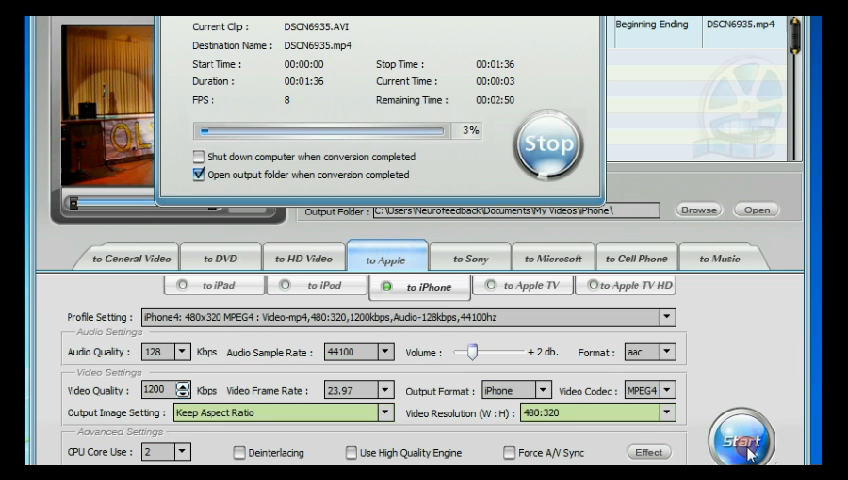 Current Clip : DSCN6935.AVI
Destination Name : DSCN6935.mp4
Start Time : 00:00:00 Stop Time : 00:01:36
Duration : 00:01:36 Current Time : 00:00:03
FPS : 8 Remaining Time : 00:02:50
3%
Stop
Shut down computer when conversion completed
Open output folder when conversion completed
Beginning Ending DSCN6935.mp4
OL
Output Folder : C:\Users\Neurofeedback\Documents\My Videos\iPhone\ Browse Open
to General Video to DVD to HD Video to Apple to Sony to Microsoft to Cell Phone to Music
to iPad to iPod to iPhone to Apple TV to Apple TV HD
Profile Setting : iPhone4: 480x320 MPEG4 : Video-mp4,480:320,1200kbps,Audio-128kbps,44100hz
Audio Settings
Audio Quality : 128 Kbps Audio Sample Rate : 44100 Volume : + 2 db. Format : aac
Video Settings
Video Quality : 1200 Kbps Video Frame Rate : 23.97 Output Format : iPhone Video Codec : MPEG4
Output Image Setting : Keep Aspect Ratio Video Resolution (W : H) : 480:320
Advanced Settings
CPU Core Use : 2 Deinterlacing Use High Quality Engine Force A/V Sync Effect
Start